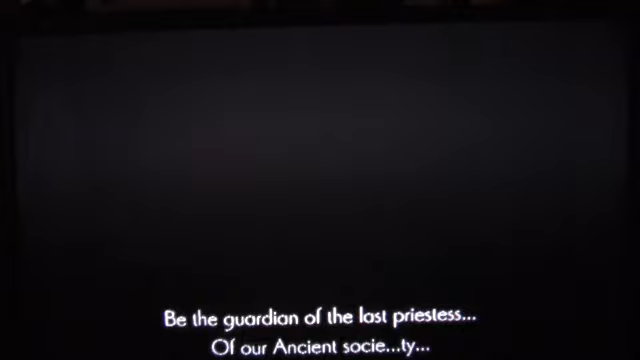 Be the guardian of the last priestess...
Of our Ancient socie...ty...